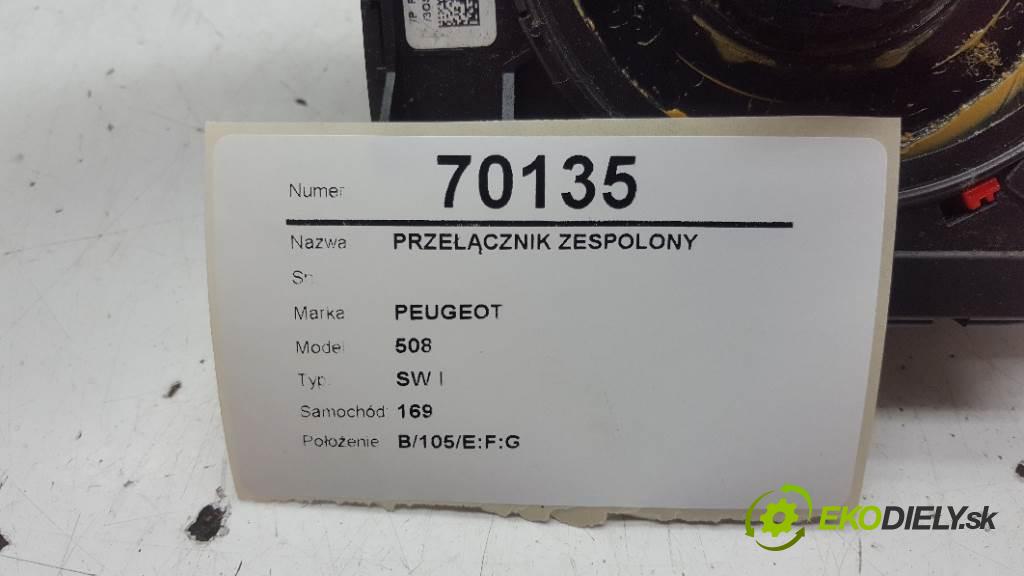 Numer 70135
Nazwa PRZEŁĄCZNIK ZESPOLONY
Sn.
Marka PEUGEOT
Model 508
Typ. SW I
Samochód 169
Położenie B/105/E:F:G
EKODIELY.sk